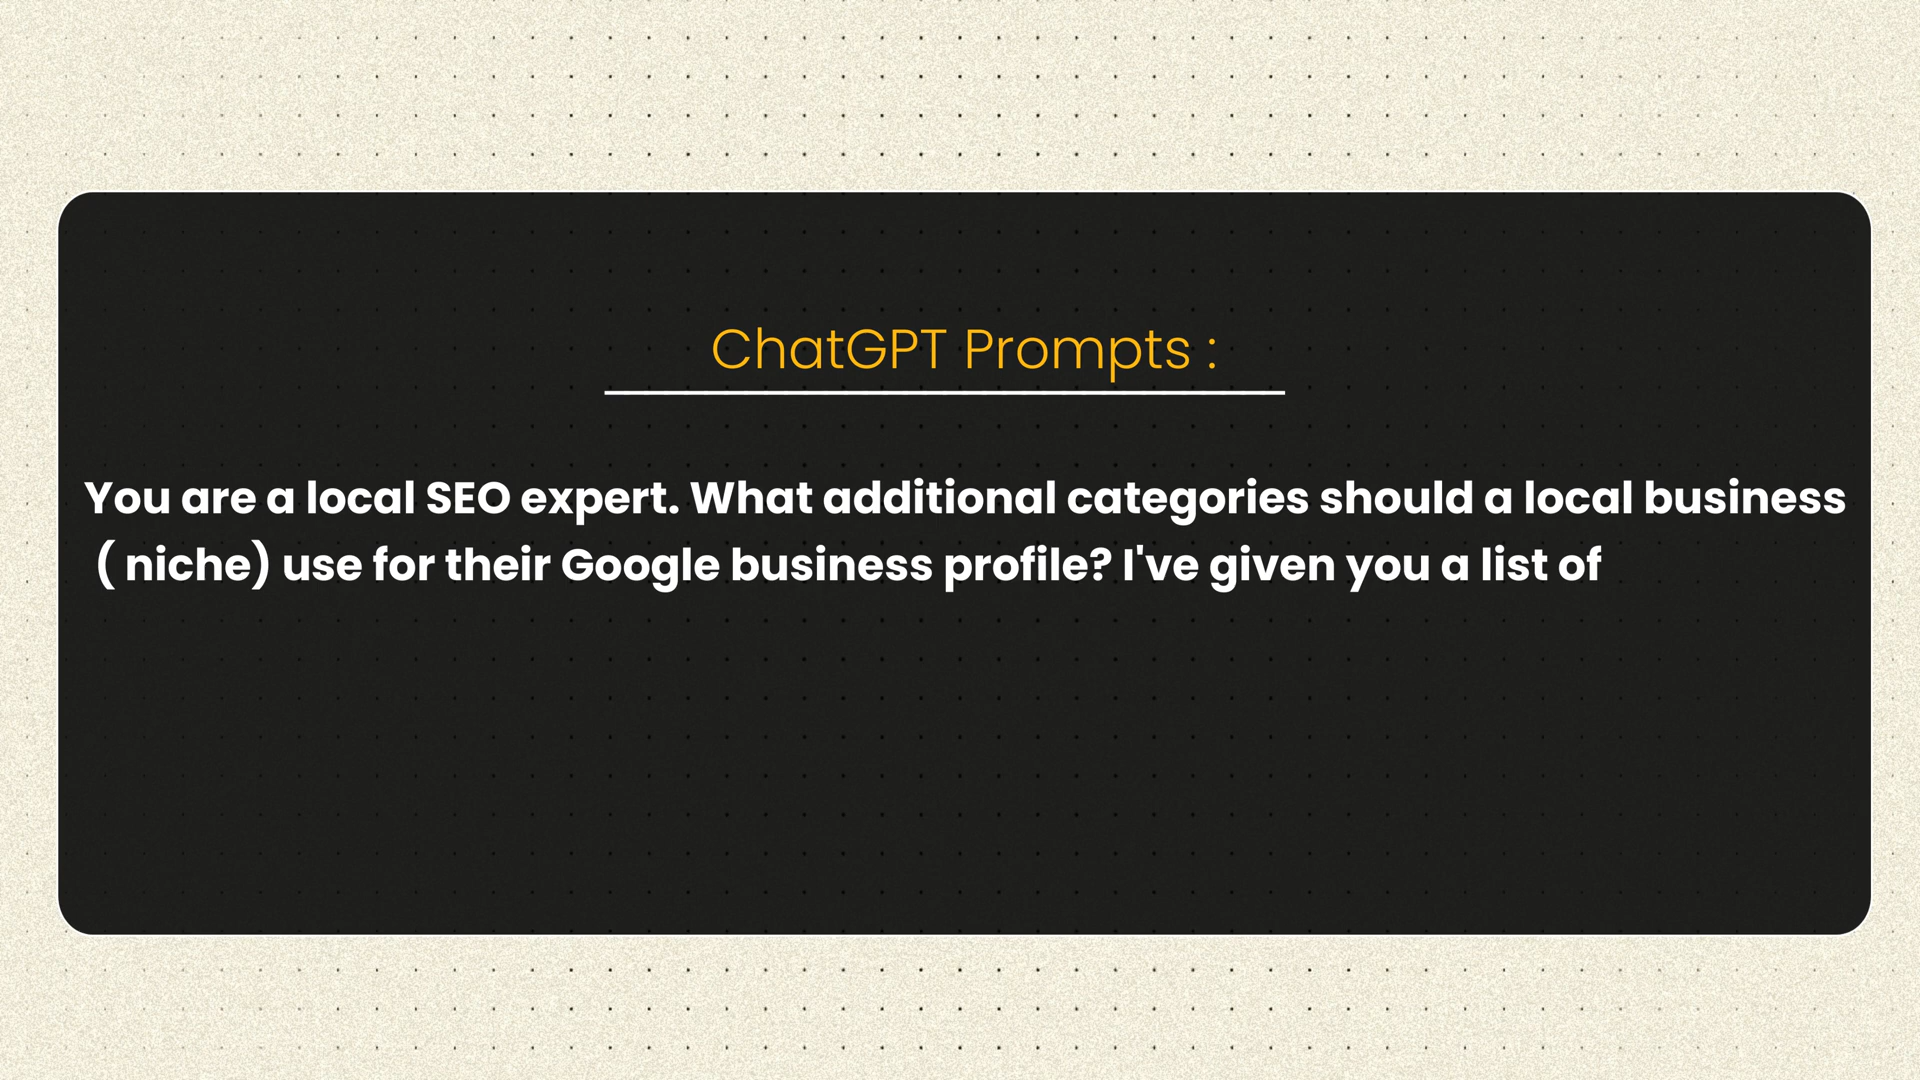 ChatGPT Prompts :
You are a local SEO expert. What additional categories should a local business
( niche) use for their Google business profile? I've given you a list of